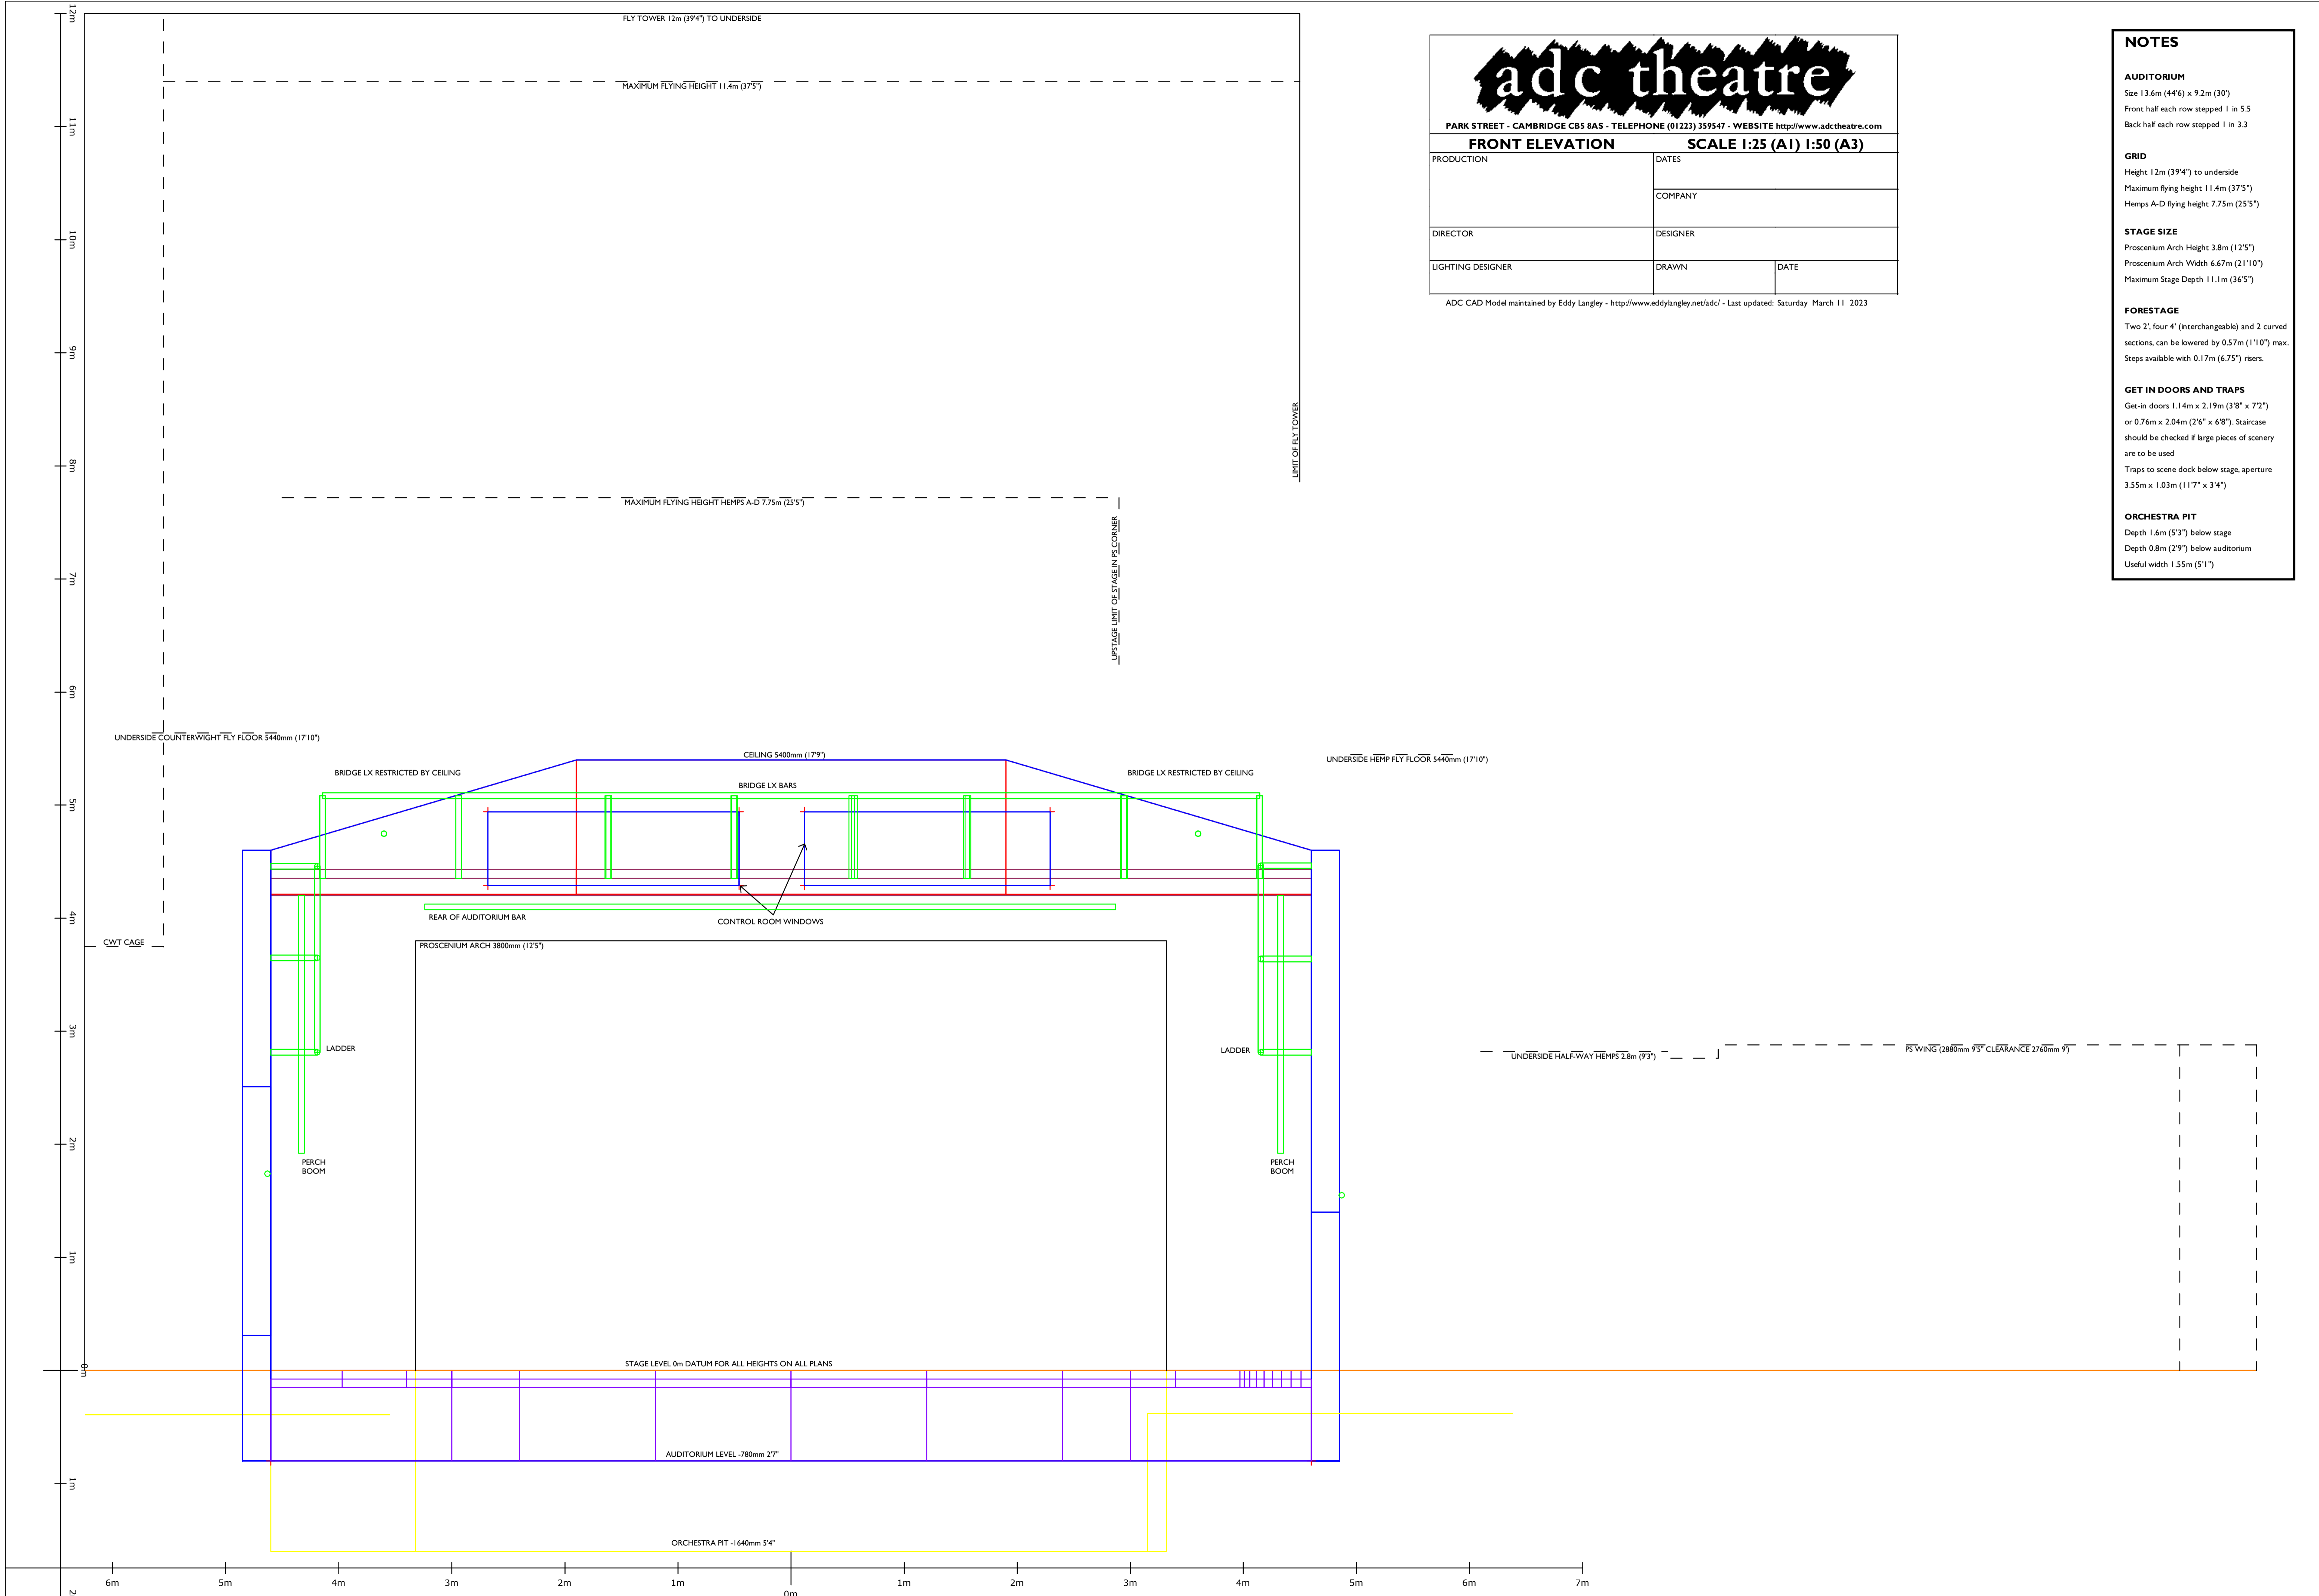 FLY TOWER 12m (39'4") TO UNDERSIDE
MAXIMUM FLYING HEIGHT 11.4m (37'5")
LIMIT OF FLY TOWER
MAXIMUM FLYING HEIGHT HEMPS A-D 7.75m (25'5")
UPSTAGE LIMIT OF STAGE IN PS CORNER
adc theatre
PARK STREET - CAMBRIDGE CB5 8AS - TELEPHONE (01223) 359547 - WEBSITE http://www.adctheatre.com
FRONT ELEVATION SCALE 1:25 (A1) 1:50 (A3)
PRODUCTION
DATES
COMPANY
DIRECTOR
DESIGNER
LIGHTING DESIGNER
DRAWN
DATE
ADC CAD Model maintained by Eddy Langley - http://www.eddylangley.net/adc/ - Last updated: Saturday March 11 2023
NOTES
AUDITORIUM
Size 13.6m (44'6) x 9.2m (30')
Front half each row stepped 1 in 5.5
Back half each row stepped 1 in 3.3
GRID
Height 12m (39'4") to underside
Maximum flying height 11.4m (37'5")
Hemps A-D flying height 7.75m (25'5")
STAGE SIZE
Proscenium Arch Height 3.8m (12'5")
Proscenium Arch Width 6.67m (21'10")
Maximum Stage Depth 11.1m (36'5")
FORESTAGE
Two 2', four 4' (interchangeable) and 2 curved
sections, can be lowered by 0.57m (1'10") max.
Steps available with 0.17m (6.75") risers.
GET IN DOORS AND TRAPS
Get-in doors 1.14m x 2.19m (3'8" x 7'2")
or 0.76m x 2.04m (2'6" x 6'8"). Staircase
should be checked if large pieces of scenery
are to be used
Traps to scene dock below stage, aperture
3.55m x 1.03m (11'7" x 3'4")
ORCHESTRA PIT
Depth 1.6m (5'3") below stage
Depth 0.8m (2'9") below auditorium
Useful width 1.55m (5'1")
UNDERSIDE COUNTERWIGHT FLY FLOOR 5440mm (17'10")
CEILING 5400mm (17'9")
UNDERSIDE HEMP FLY FLOOR 5440mm (17'10")
BRIDGE LX RESTRICTED BY CEILING
BRIDGE LX BARS
BRIDGE LX RESTRICTED BY CEILING
REAR OF AUDITORIUM BAR
CONTROL ROOM WINDOWS
CWT CAGE
PROSCENIUM ARCH 3800mm (12'5")
LADDER
LADDER
UNDERSIDE HALF-WAY HEMPS 2.8m (9'3")
PS WING (2880mm 9'5" CLEARANCE 2760mm 9')
PERCH
BOOM
PERCH
BOOM
STAGE LEVEL 0m DATUM FOR ALL HEIGHTS ON ALL PLANS
AUDITORIUM LEVEL -780mm 2'7"
ORCHESTRA PIT -1640mm 5'4"
12m
11m
10m
9m
8m
7m
6m
5m
4m
3m
2m
1m
0m
1m
6m
5m
4m
3m
2m
1m
0m
1m
2m
3m
4m
5m
6m
7m